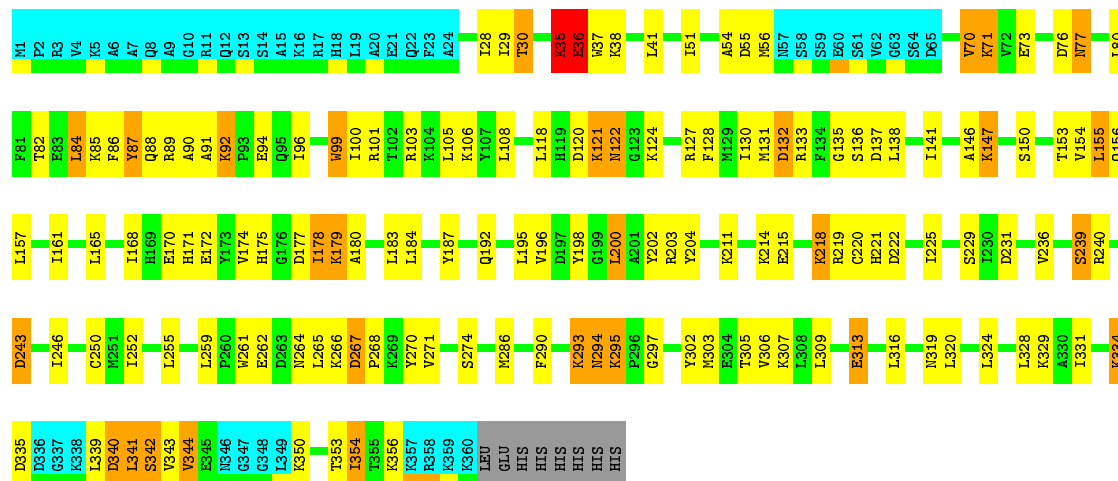 M1 P2 R3 V4 K5 A6 A7 Q8 A9 G10 R11 Q12 S13 S14 A15 K16 R17 H18 L19 A20 E21 Q22 F23 A24 I28 I29 T30 K35 E36 W37 K38 L41 I51 A54 D55 M56 N57 S58 S59 E60 S61 V62 G63 S64 D65 V70 K71 V72 E73 D76 N77 I80
F81 T82 E83 L84 K85 F86 Y87 Q88 R89 A90 A91 K92 P93 E94 Q95 I96 W99 I100 R101 T102 R103 K104 L105 K106 Y107 L108 L118 H119 D120 K121 N122 G123 K124 R127 F128 M129 I130 M131 D132 R133 F134 G135 S136 D137 L138 I141 A146 K147 S150 T153 V154 L155 Q156
L157 I161 L165 I168 H169 E170 H171 E172 Y173 V174 H175 G176 D177 I178 K179 A180 L183 L184 Y187 Q192 L195 V196 D197 Y198 G199 L200 A201 Y202 R203 Y204 K211 K214 E215 K218 R219 C220 H221 D222 I225 S229 I230 D231 V236 S239 R240
D243 I246 C250 M251 I252 L255 L259 P260 W261 E262 D263 N264 L265 K266 D267 P268 K269 Y270 V271 S274 M286 F290 K293 N294 K295 P296 G297 Y302 M303 E304 T305 V306 K307 L308 L309 E313 L316 N319 L320 L324 L328 K329 A330 I331 K334
D335 D336 G337 K338 L339 D340 L341 S342 V343 V344 E345 N346 G347 G348 L349 K350 T353 I354 T355 K356 K357 R358 K359 K360 LEU GLU HIS HIS HIS HIS HIS HIS